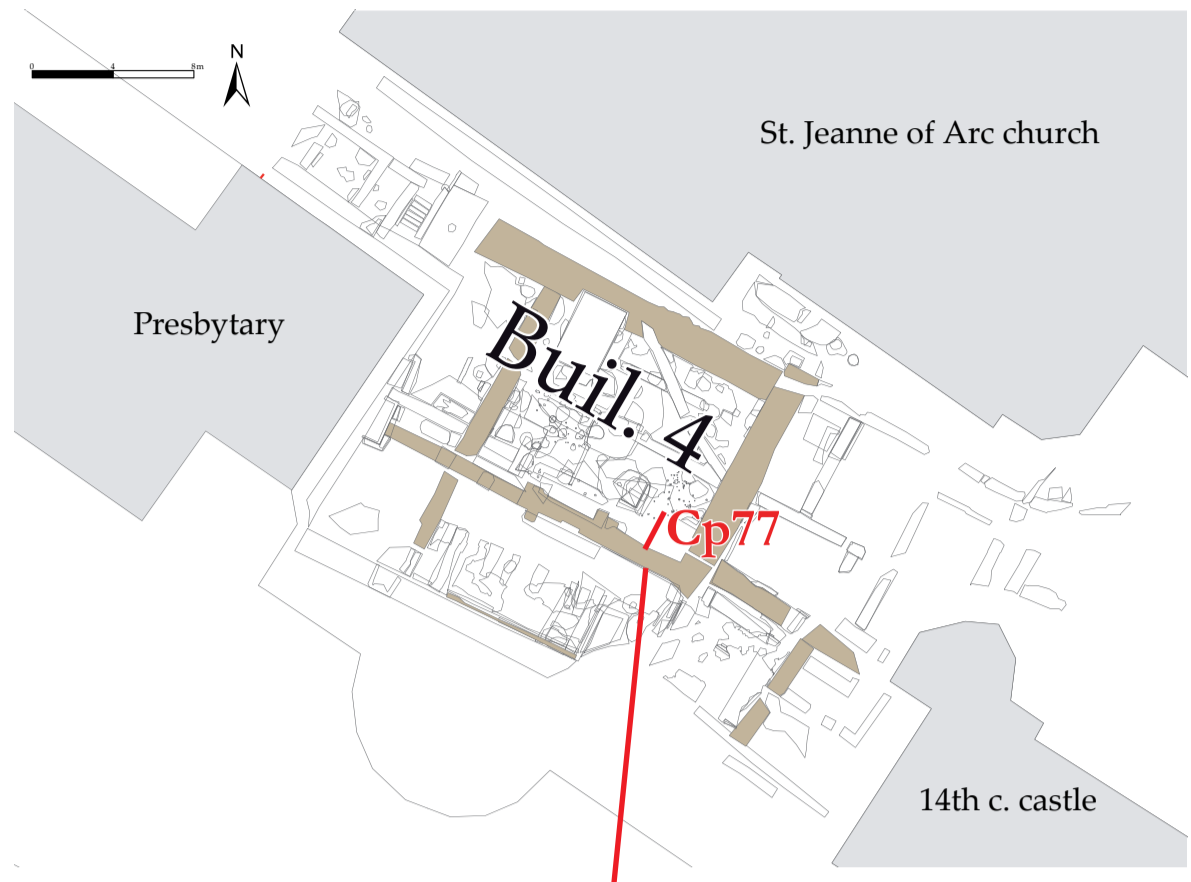 N
0 4 8m
St. Jeanne of Arc church
Presbytary
Buil. 4
Cp77
14th c. castle